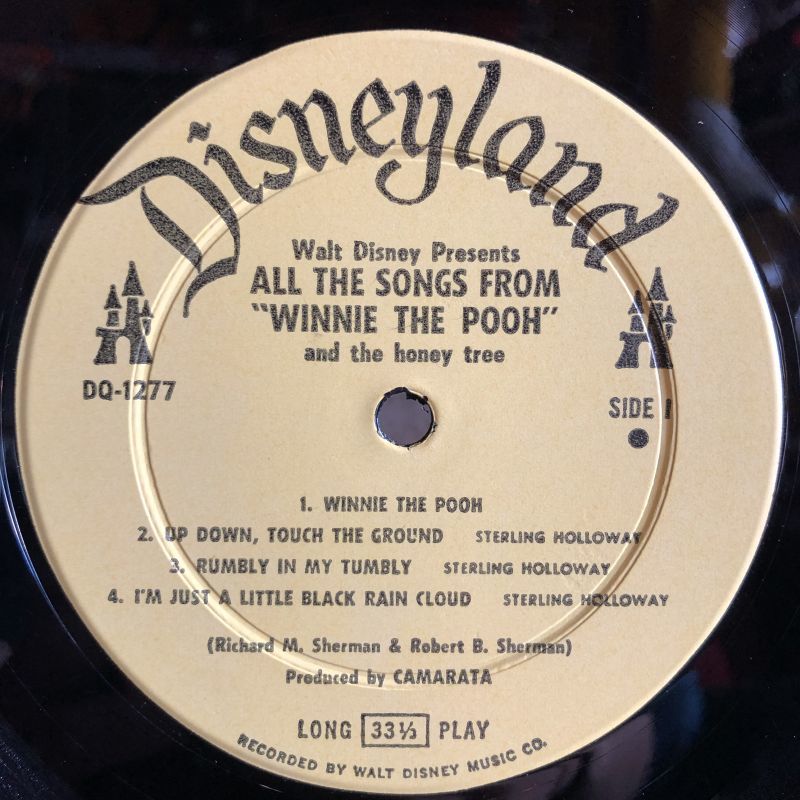 Disneyland
Walt Disney Presents
ALL THE SONGS FROM
"WINNIE THE POOH"
and the honey tree
DQ-1277
SIDE 1
1. WINNIE THE POOH
2. UP DOWN, TOUCH THE GROUND STERLING HOLLOWAY
3. RUMBLY IN MY TUMBLY STERLING HOLLOWAY
4. I'M JUST A LITTLE BLACK RAIN CLOUD STERLING HOLLOWAY
(Richard M. Sherman & Robert B. Sherman)
Produced by CAMARATA
LONG 33⅓ PLAY
RECORDED BY WALT DISNEY MUSIC CO.